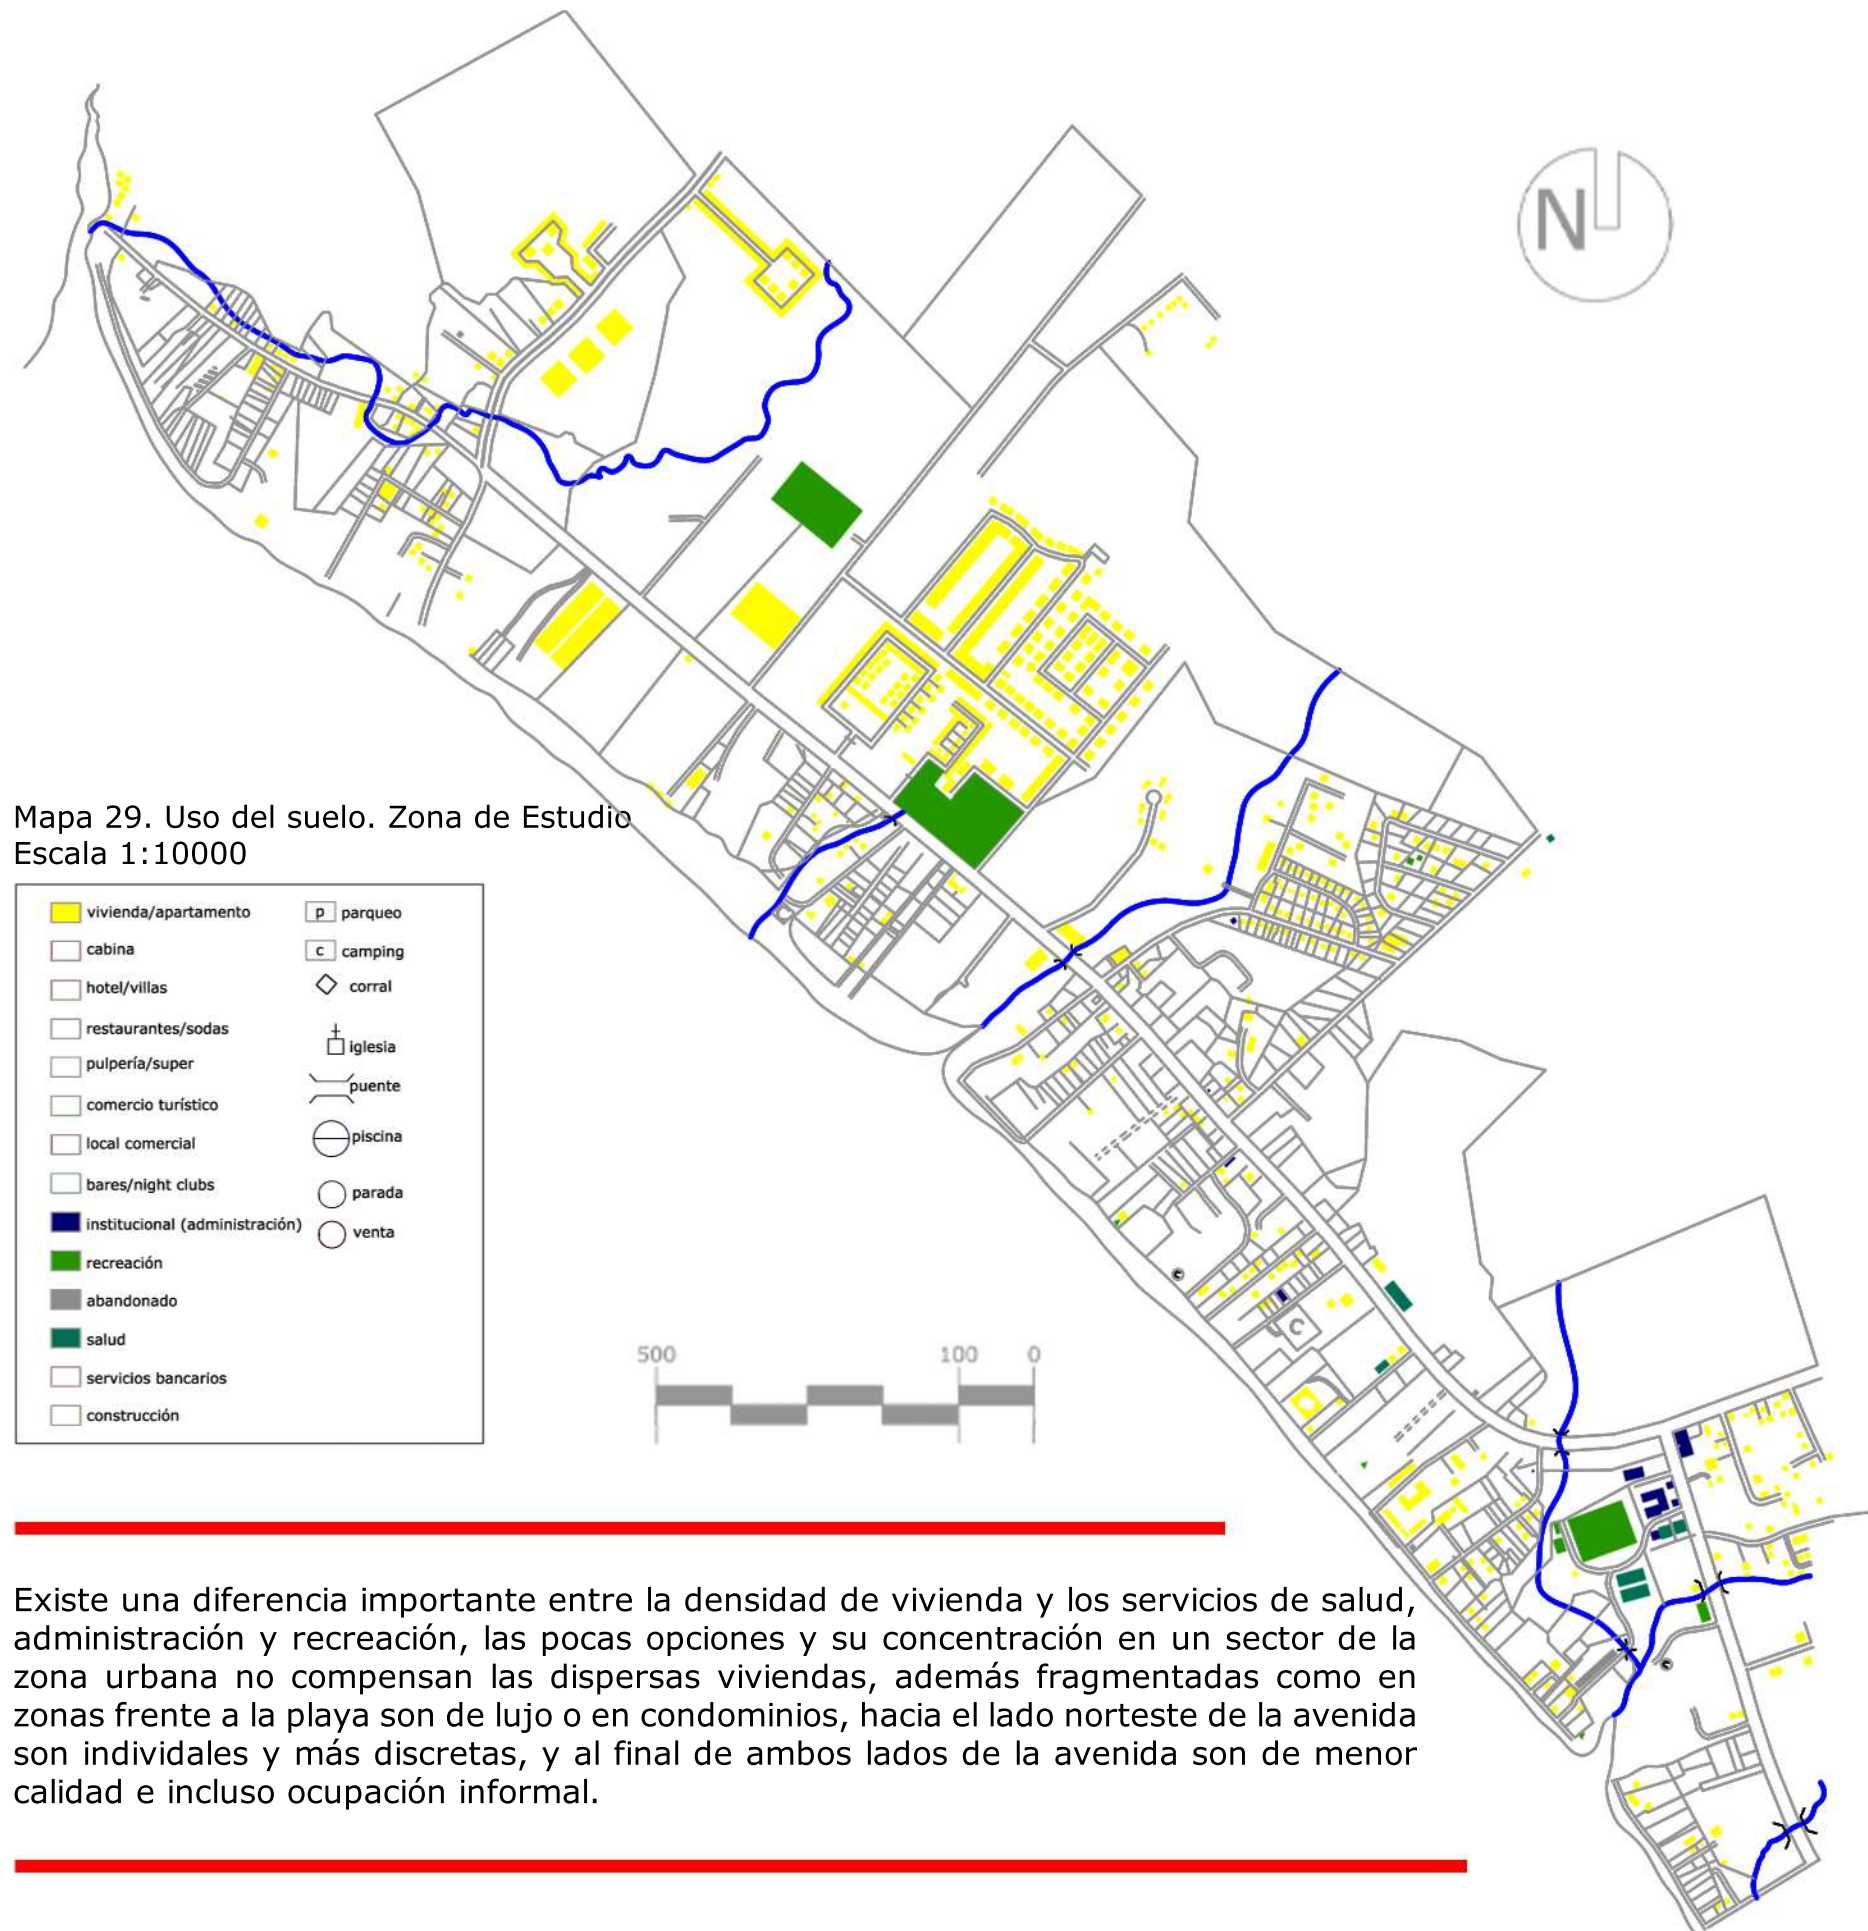 N
Mapa 29. Uso del suelo. Zona de Estudio
Escala 1:10000
vivienda/apartamento
cabina
hotel/villas
restaurantes/sodas
pulpería/super
comercio turístico
local comercial
bares/night clubs
institucional (administración)
recreación
abandonado
salud
servicios bancarios
construcción
p parqueo
c camping
corral
iglesia
puente
piscina
parada
venta
500 100 0
c
c
c
Existe una diferencia importante entre la densidad de vivienda y los servicios de salud,
administración y recreación, las pocas opciones y su concentración en un sector de la
zona urbana no compensan las dispersas viviendas, además fragmentadas como en
zonas frente a la playa son de lujo o en condominios, hacia el lado norteste de la avenida
son individales y más discretas, y al final de ambos lados de la avenida son de menor
calidad e incluso ocupación informal.